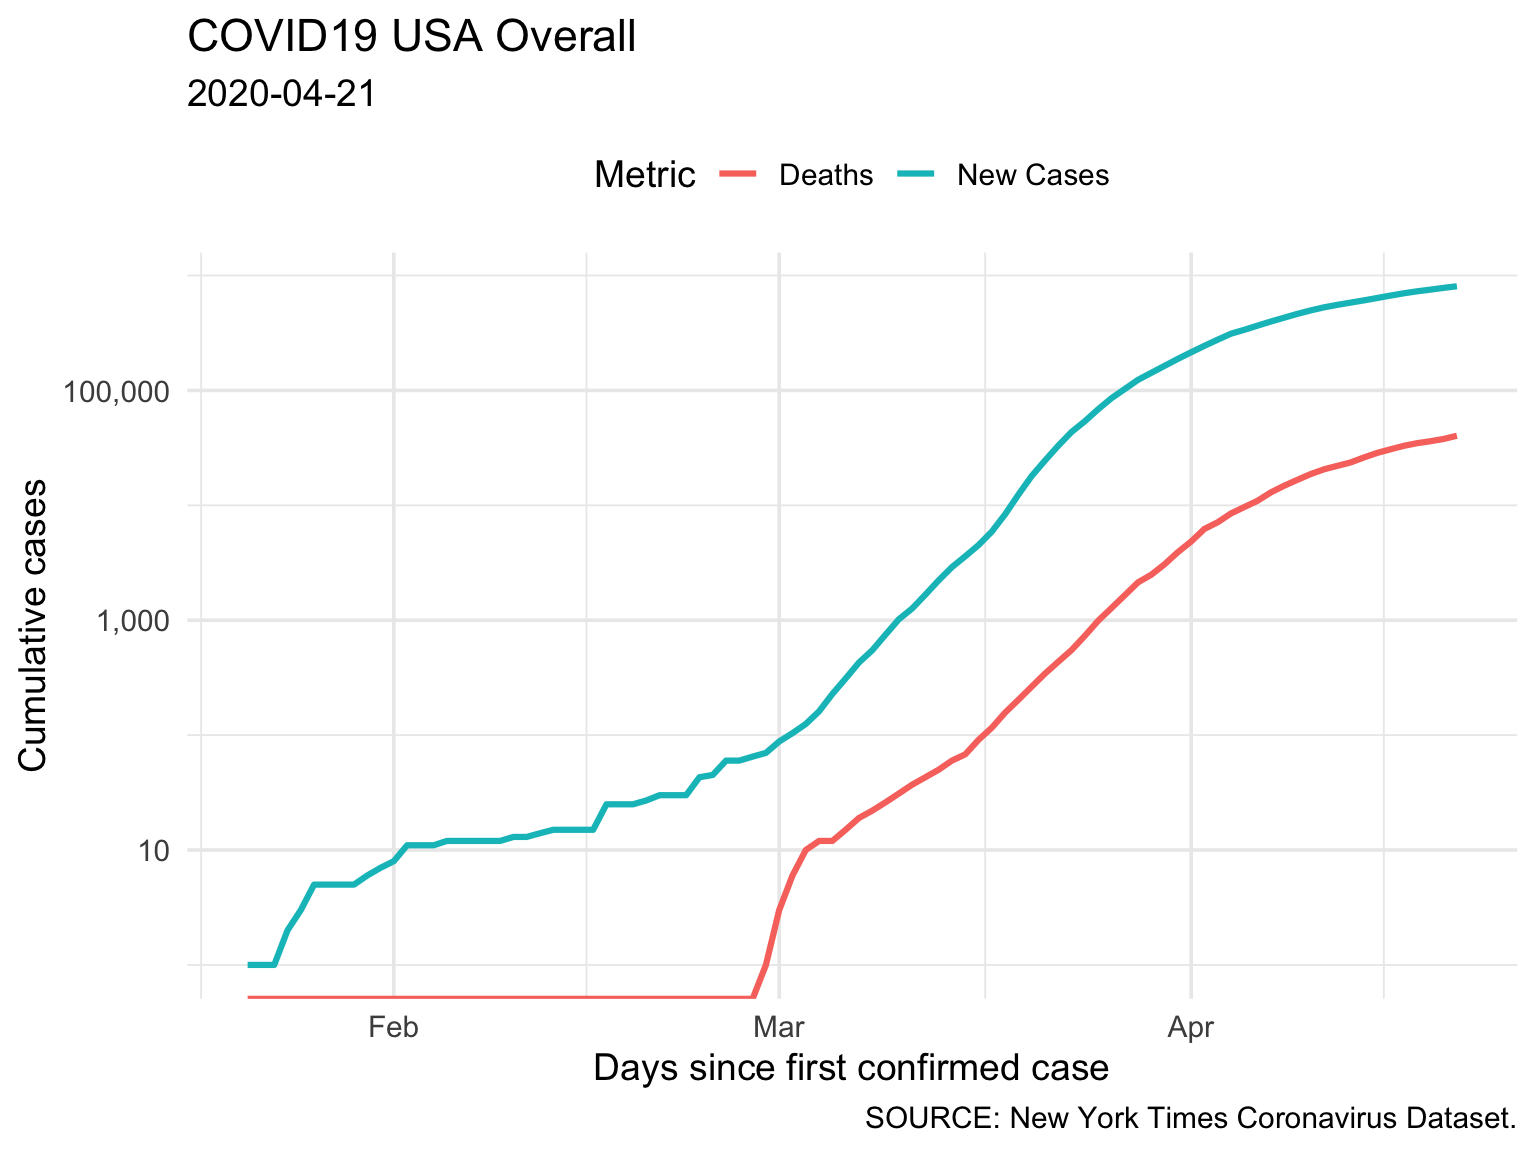 COVID19 USA Overall
2020-04-21
Metric Deaths New Cases
Cumulative cases
100,000
1,000
10
Feb Mar Apr
Days since first confirmed case
SOURCE: New York Times Coronavirus Dataset.